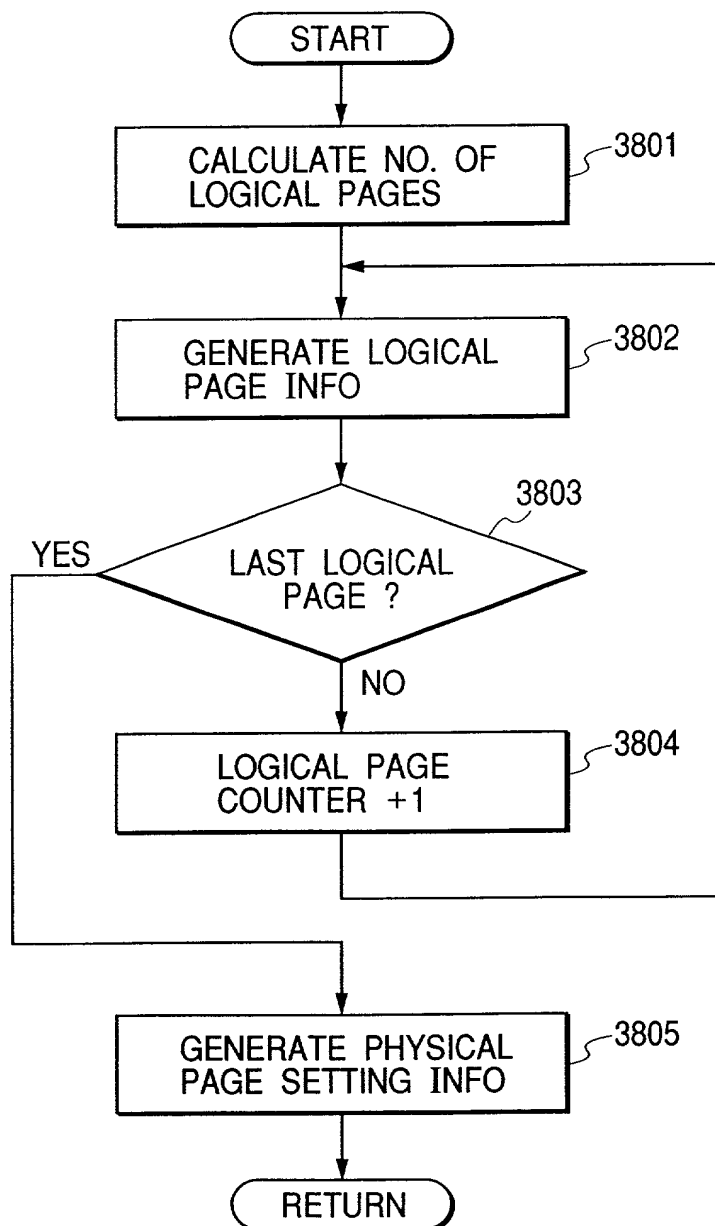 START
CALCULATE NO. OF
LOGICAL PAGES
3801
GENERATE LOGICAL
PAGE INFO
3802
3803
YES
LAST LOGICAL
PAGE ?
NO
LOGICAL PAGE
COUNTER +1
3804
GENERATE PHYSICAL
PAGE SETTING INFO
3805
RETURN